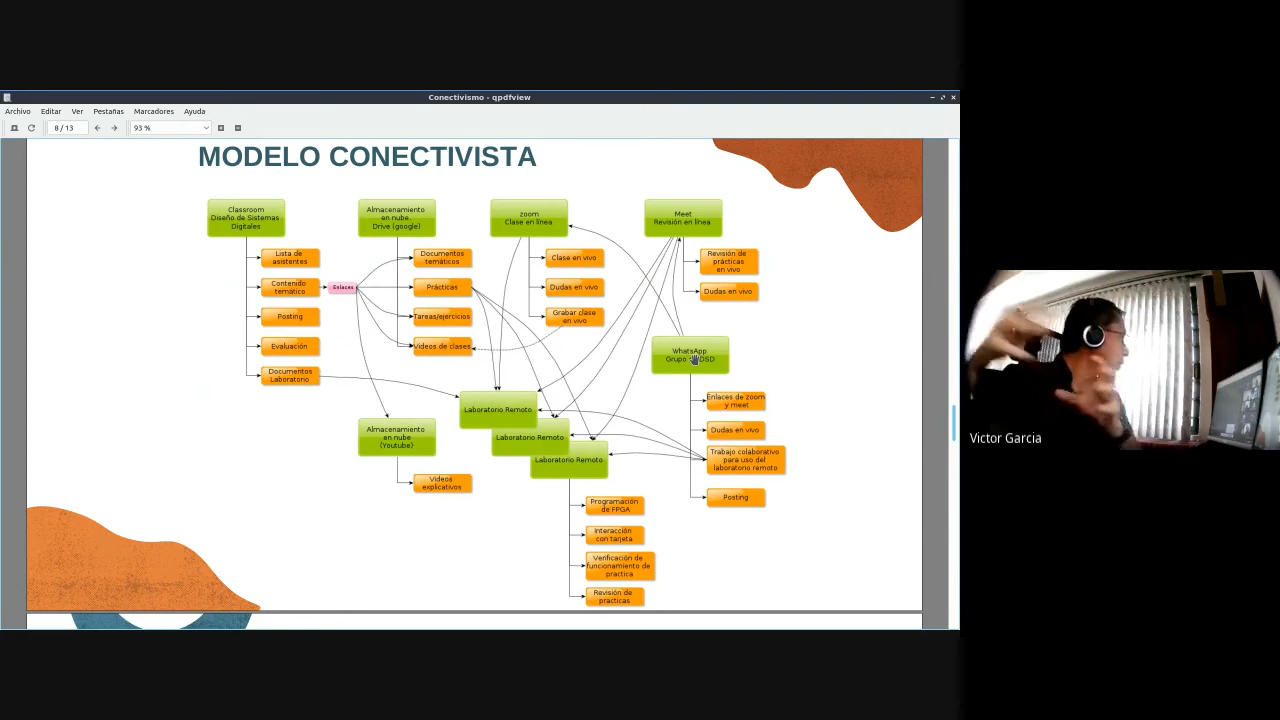 Conectivismo - qpdfview
Archivo Editar Ver Pestañas Marcadores Ayuda
8 / 13
93 %
MODELO CONECTIVISTA
Classroom
Diseño de Sistemas
Digitales
Lista de
asistentes
Contenido
temático
Posting
Evaluación
Documentos
Laboratorio
Enlaces
Almacenamiento
en nube.
Drive (google)
Documentos
temáticos
Prácticas
Tareas/ejercicios
Videos de clases
Almacenamiento
en nube
(Youtube)
Videos
explicativos
zoom
Clase en línea
Clase en vivo
Dudas en vivo
Grabar clase
en vivo
Laboratorio Remoto
Laboratorio Remoto
Laboratorio Remoto
Programación
de FPGA
Interacción
con tarjeta
Verificación de
funcionamiento de
practica
Revisión de
practicas
Meet
Revisión en línea
Revisión de
prácticas
en vivo
Dudas en vivo
WhatsApp
Grupo DSD
Enlaces de zoom
y meet
Dudas en vivo
Trabajo colaborativo
para uso del
laboratorio remoto
Posting
Victor Garcia